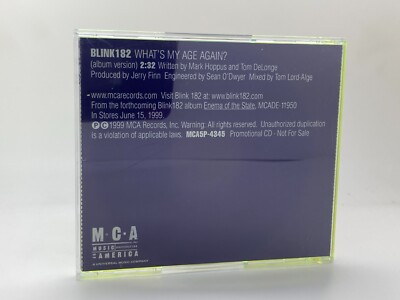 BLINK182 WHAT'S MY AGE AGAIN?
(album version) 2:32 Written by Mark Hoppus and Tom DeLonge
Produced by Jerry Finn Engineered by Sean O'Dwyer Mixed by Tom Lord Alge
www.mcarecords.com Visit Blink 182 at www.blink182.com
From the forthcoming Blink182 album Enema of the State, MCADE-11950
In Stores June 15, 1999.
℗©1999 MCA Records, Inc. Warning: All rights reserved. Unauthorized duplication
is a violation of applicable laws. MCA5P-4345 Promotional CD - Not For Sale
M·C·A
MUSIC
AMERICA
A UNIVERSAL MUSIC COMPANY